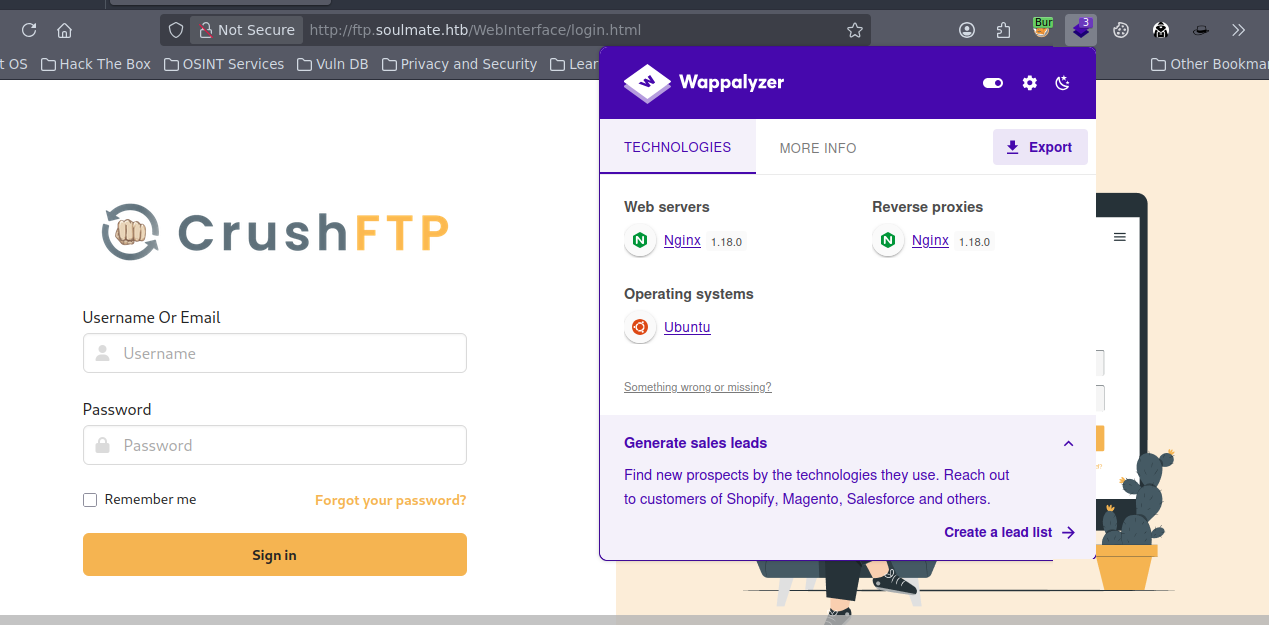 Not Secure http://ftp.soulmate.htb/WebInterface/login.html Bur 3
t OS Hack The Box OSINT Services Vuln DB Privacy and Security Lear Other Bookmar
Wappalyzer
TECHNOLOGIES MORE INFO Export
Web servers Reverse proxies
Nginx 1.18.0 Nginx 1.18.0
Operating systems
Ubuntu
Something wrong or missing?
Generate sales leads
Find new prospects by the technologies they use. Reach out
to customers of Shopify, Magento, Salesforce and others.
Create a lead list
CrushFTP
Username Or Email
Username
Password
Password
Remember me Forgot your password?
Sign in